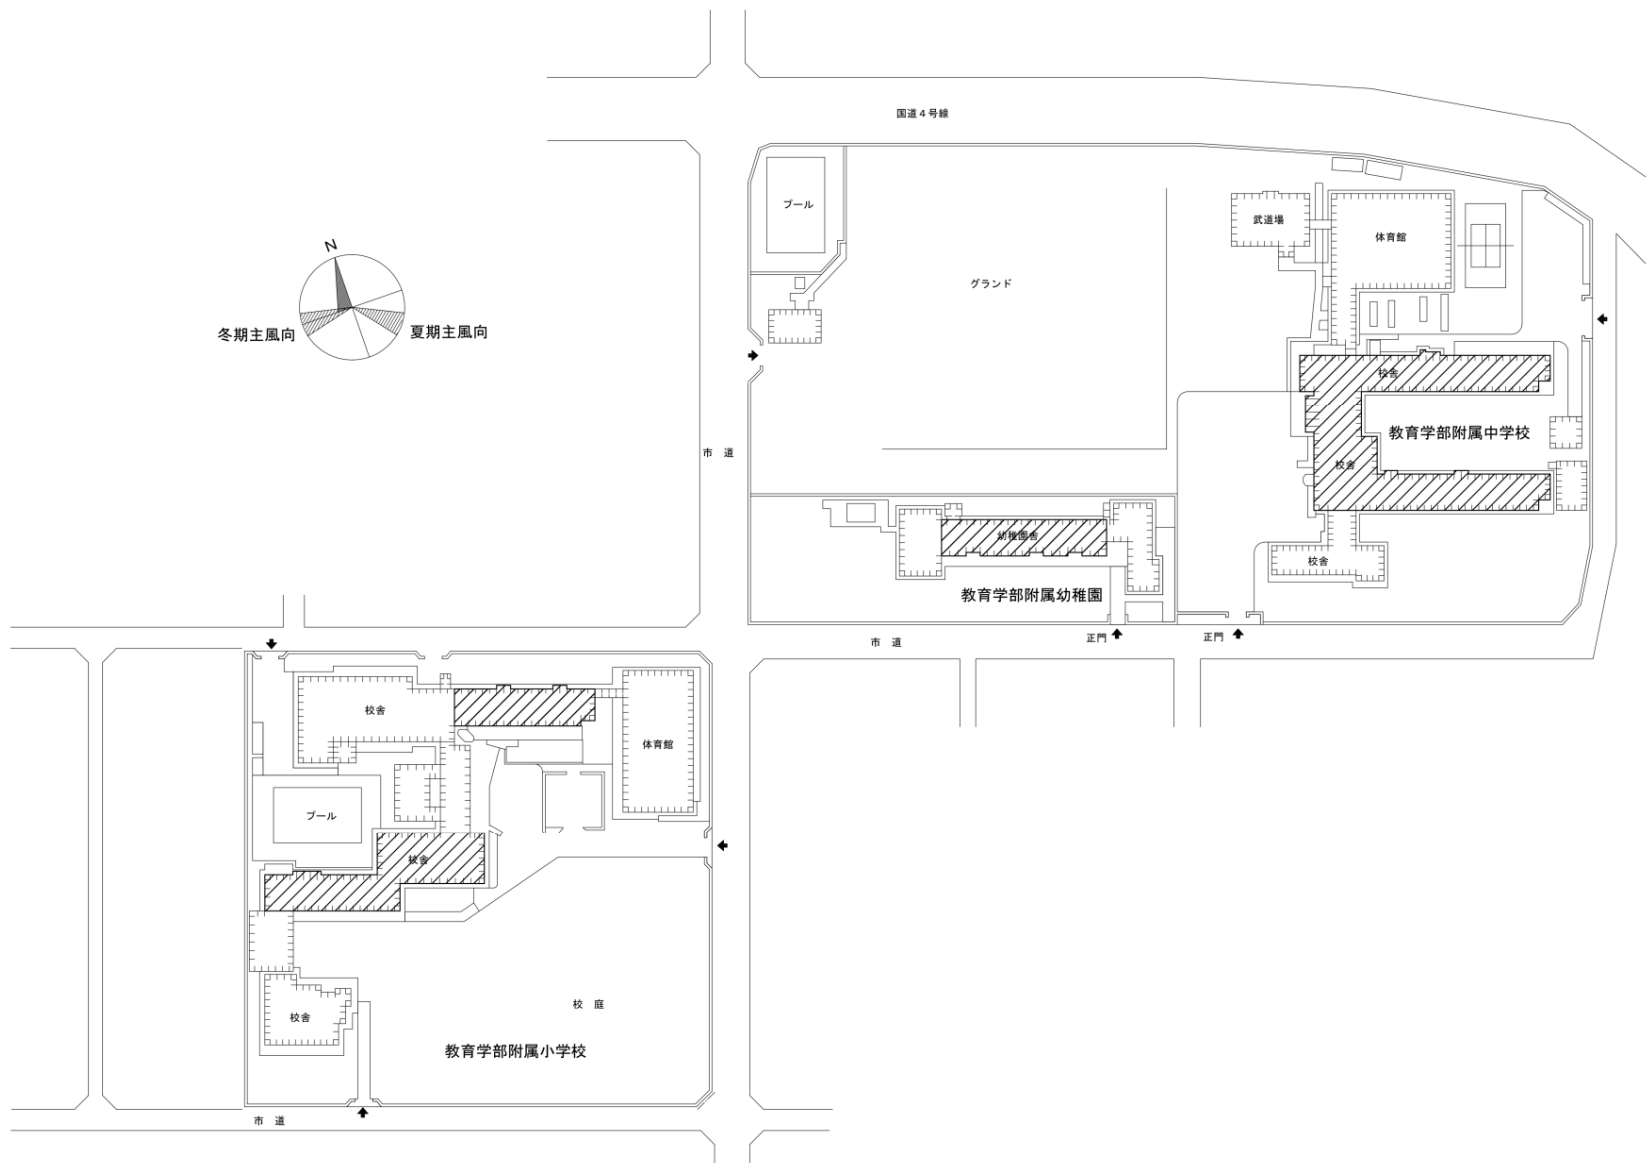 国道４号線
プール
武道場
体育館
グランド
N
冬期主風向
夏期主風向
校舎
教育学部附属中学校
市　道
校舎
幼稚園舎
校舎
教育学部附属幼稚園
市　道
正門
正門
校舎
体育館
プール
校舎
校　庭
校舎
教育学部附属小学校
市　道